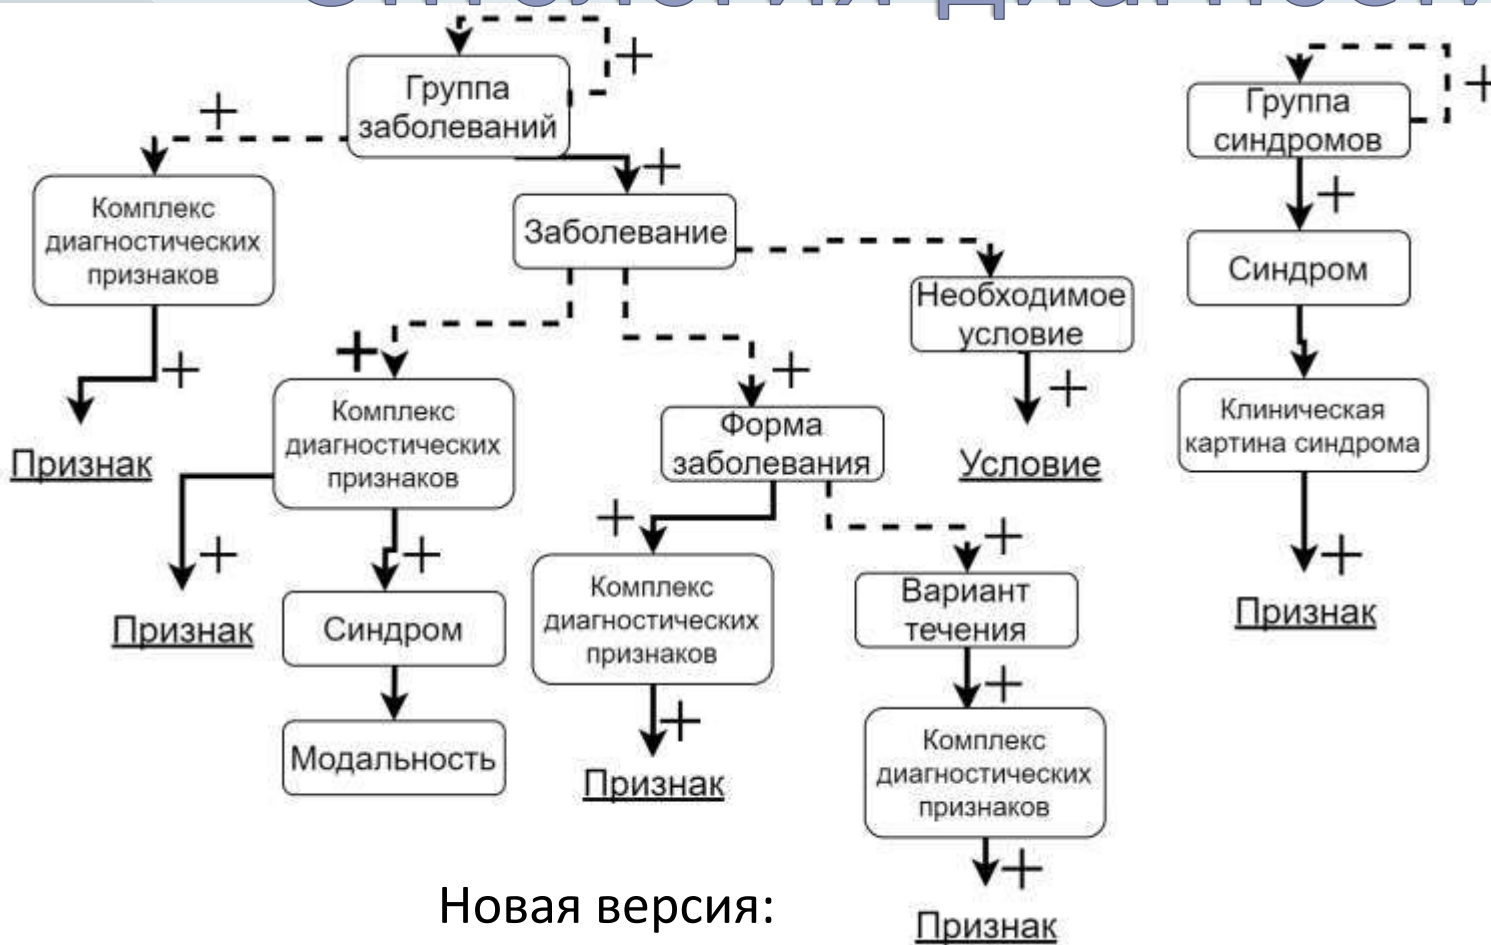 Группа
заболеваний
+
+
+
Комплекс
диагностических
признаков
+
Признак
Заболевание
Необходимое
условие
+
Условие
+
Комплекс
диагностических
признаков
+
Признак
+
Синдром
Модальность
+
Форма
заболевания
+
Комплекс
диагностических
признаков
+
Признак
+
Вариант
течения
+
Комплекс
диагностических
признаков
+
Признак
Группа
синдромов
+
+
Синдром
Клиническая
картина синдрома
+
Признак
Новая версия: